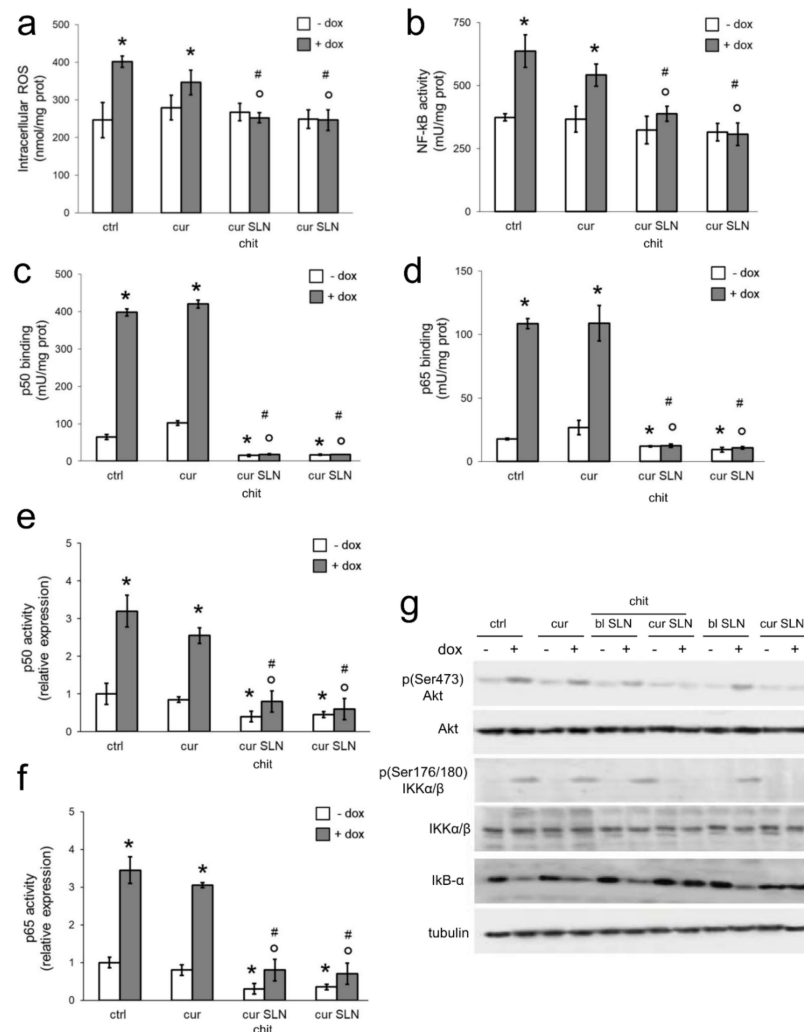 a
- dox
+ dox
Intracerllular ROS
(nmol/mg prot)
500
400
300
200
100
0
* * # #
ctrl cur cur SLN cur SLN
chit
b
- dox
+ dox
NF-kB activity
(mU/mg prot)
750
500
250
0
* * # #
ctrl cur cur SLN cur SLN
chit
c
- dox
+ dox
p50 binding
(mU/mg prot)
500
400
300
200
100
0
* * * # * #
ctrl cur cur SLN cur SLN
chit
d
- dox
+ dox
p65 binding
(mU/mg prot)
150
100
50
0
* * * # * #
ctrl cur cur SLN cur SLN
chit
e
- dox
+ dox
p50 activity
(relative expression)
5
4
3
2
1
0
* * * # * #
ctrl cur cur SLN cur SLN
chit
f
- dox
+ dox
p65 activity
(relative expression)
5
4
3
2
1
0
* * * # * #
ctrl cur cur SLN cur SLN
chit
g
chit
ctrl cur bl SLN cur SLN bl SLN cur SLN
dox - + - + - + - + - + - +
p(Ser473)
Akt
Akt
p(Ser176/180)
IKKα/β
IKKα/β
IkB-α
tubulin